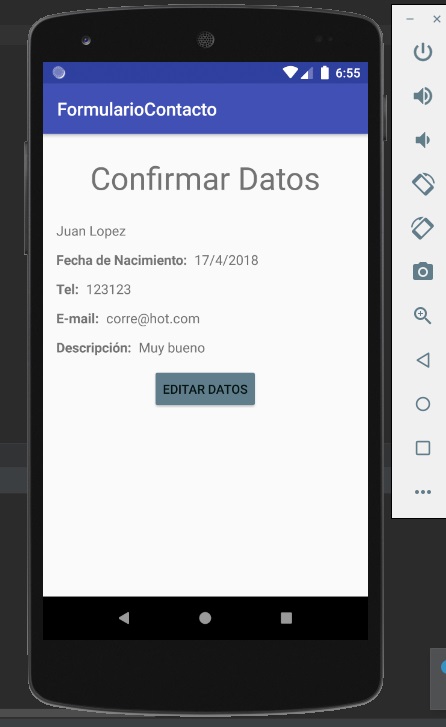 6:55
FormularioContacto
Confirmar Datos
Juan Lopez
Fecha de Nacimiento: 17/4/2018
Tel: 123123
E-mail: corre@hot.com
Descripción: Muy bueno
EDITAR DATOS